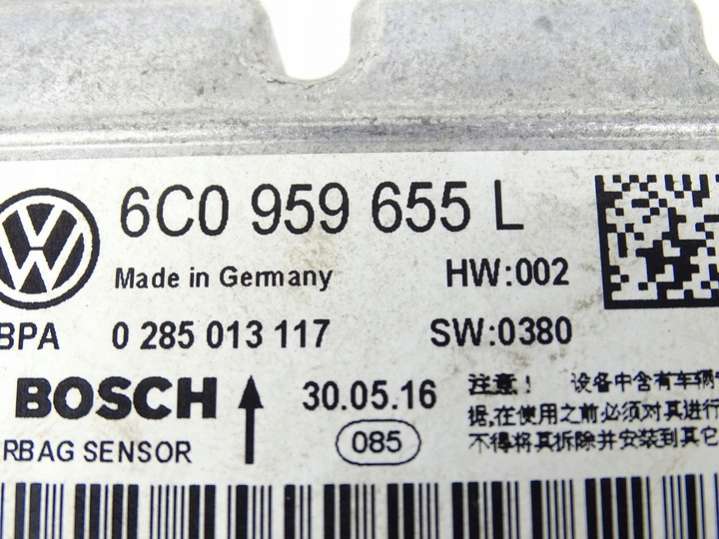 6C0 959 655 L
Made in Germany HW:002
BPA 0 285 013 117 SW:0380
BOSCH 30.05.16
RBAG SENSOR 085
注意! 设备中含有车辆
据,在使用之前必须对其进行
不得将其拆除并安装到其它